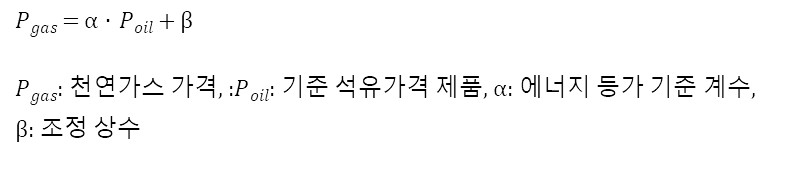 P_gas = α · P_oil + β
P_gas: 천연가스 가격, :P_oil: 기준 석유가격 제품, α: 에너지 등가 기준 계수,
β: 조정 상수